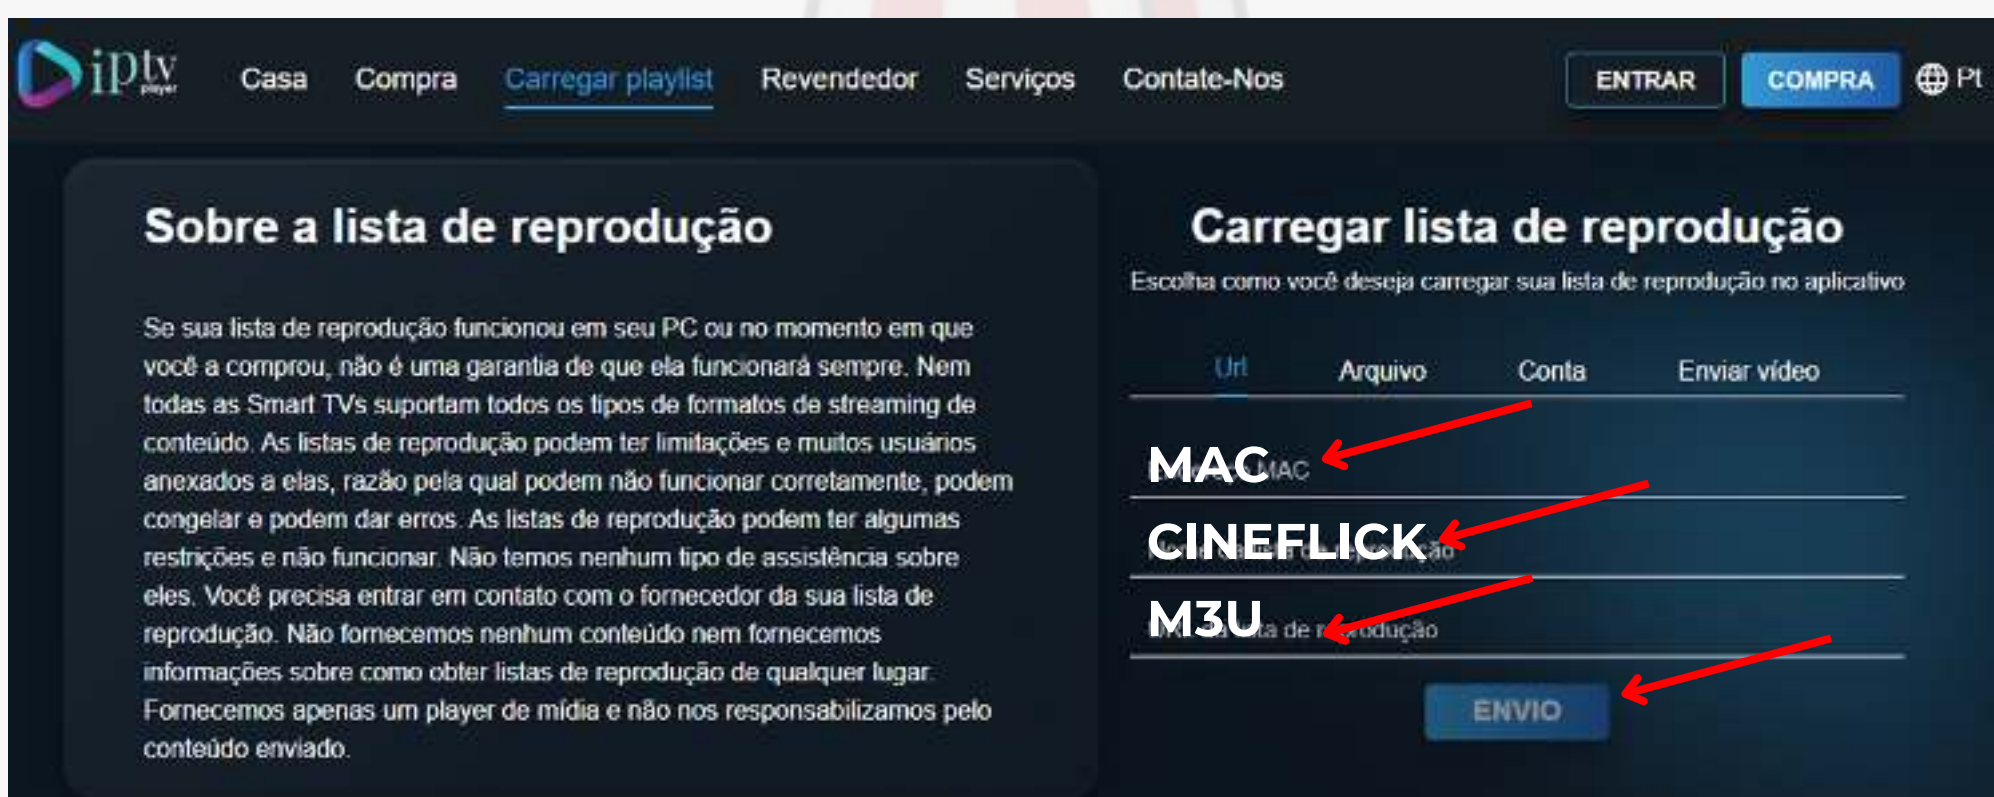 iptv
player
Casa
Compra
Carregar playlist
Revendedor
Serviços
Contate-Nos
ENTRAR
COMPRA
Pt
Sobre a lista de reprodução
Se sua lista de reprodução funcionou em seu PC ou no momento em que
você a comprou, não é uma garantia de que ela funcionará sempre. Nem
todas as Smart TVs suportam todos os tipos de formatos de streaming de
conteúdo. As listas de reprodução podem ter limitações e muitos usuários
anexados a elas, razão pela qual podem não funcionar corretamente, podem
congelar e podem dar erros. As listas de reprodução podem ter algumas
restrições e não funcionar. Não temos nenhum tipo de assistência sobre
eles. Você precisa entrar em contato com o fornecedor da sua lista de
reprodução. Não fornecemos nenhum conteúdo nem fornecemos
informações sobre como obter listas de reprodução de qualquer lugar.
Fornecemos apenas um player de mídia e não nos responsabilizamos pelo
conteúdo enviado.
Carregar lista de reprodução
Escolha como você deseja carregar sua lista de reprodução no aplicativo
Url
Arquivo
Conta
Enviar vídeo
MAC
MAC
CINEFLICK
reprodução
M3U
de reprodução
ENVIO